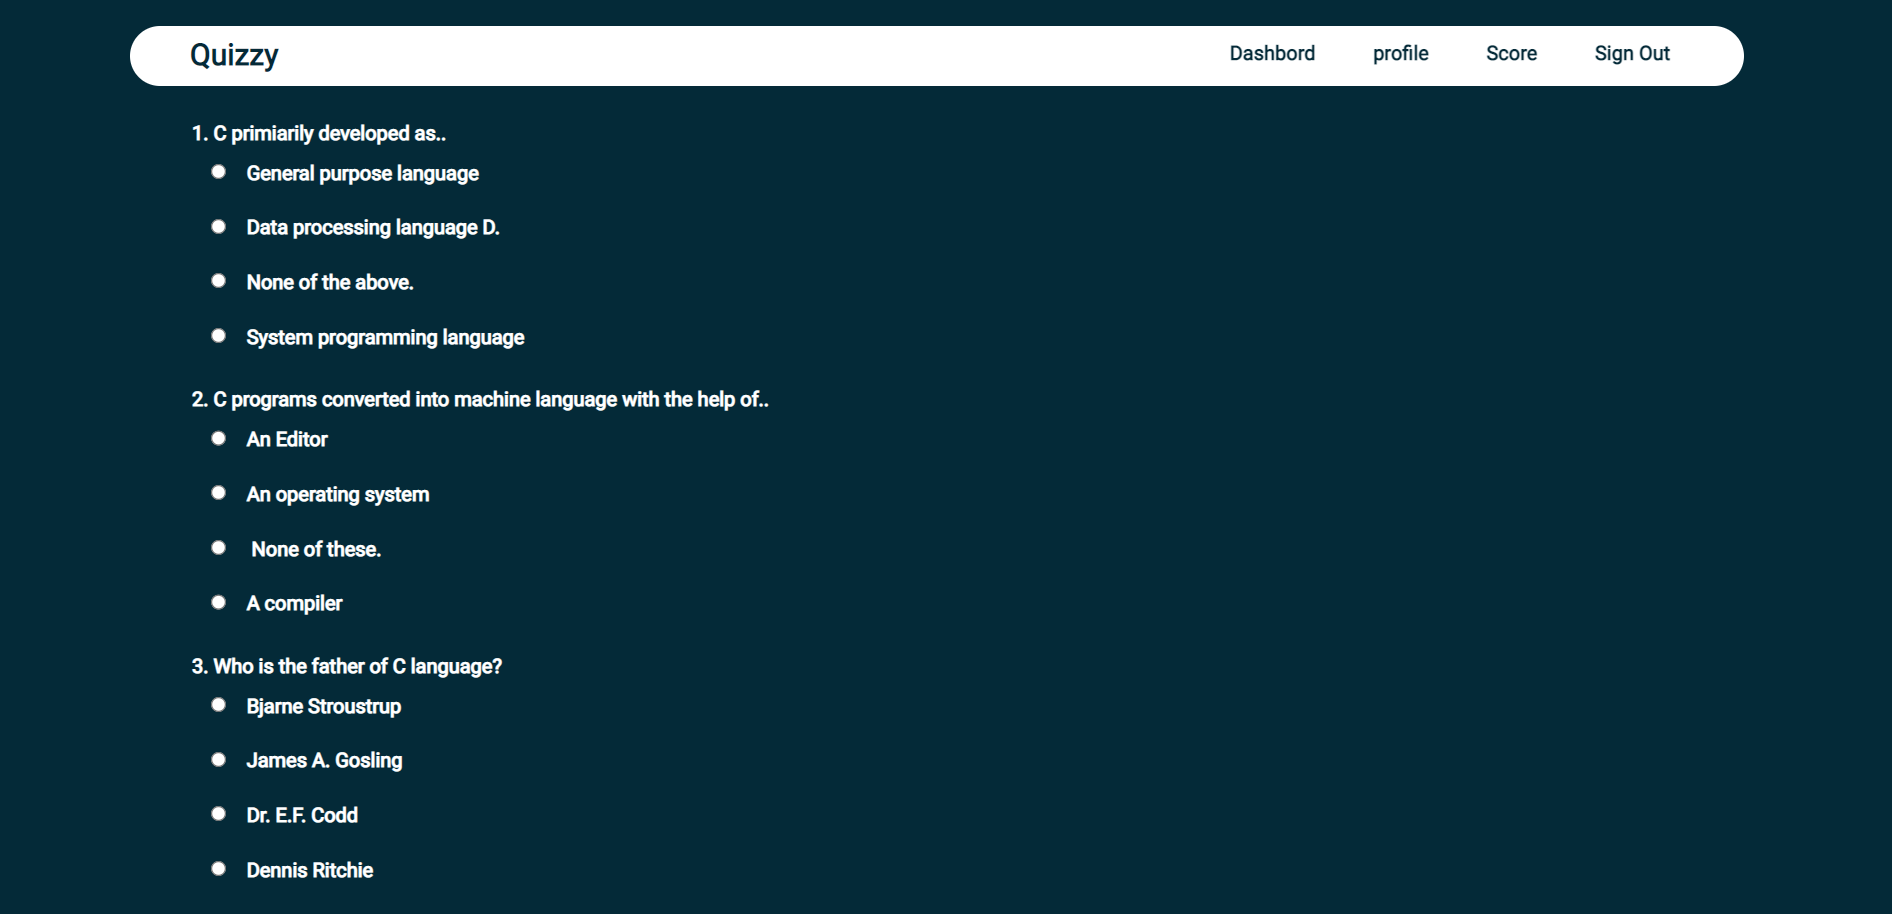 Quizzy
Dashbord profile Score Sign Out
1. C primiarily developed as..
General purpose language
Data processing language D.
None of the above.
System programming language
2. C programs converted into machine language with the help of..
An Editor
An operating system
None of these.
A compiler
3. Who is the father of C language?
Bjarne Stroustrup
James A. Gosling
Dr. E.F. Codd
Dennis Ritchie